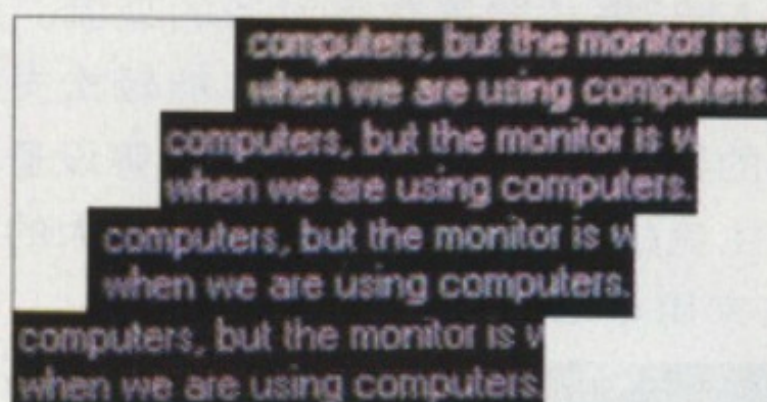 computers, but the monitor is
when we are using computers.
computers, but the monitor is
when we are using computers.
computers, but the monitor is
when we are using computers.
computers, but the monitor is
when we are using computers.